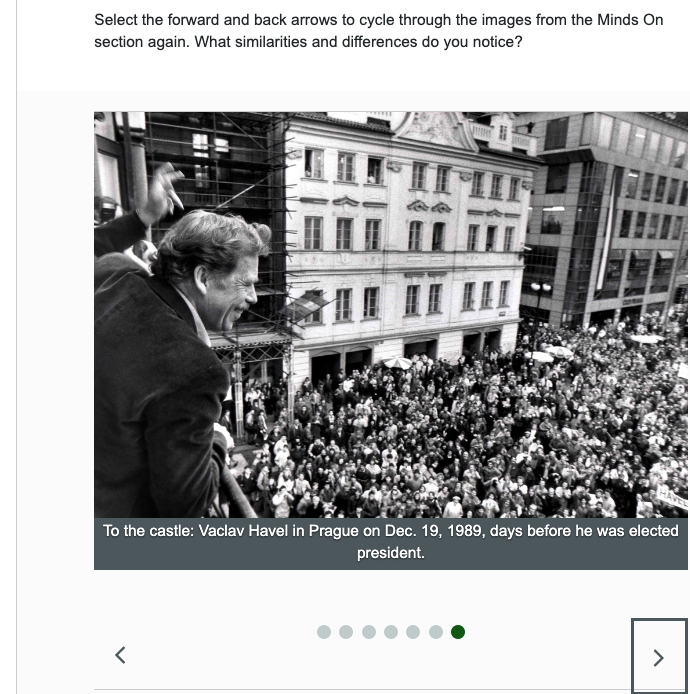 Select the forward and back arrows to cycle through the images from the Minds On
section again. What similarities and differences do you notice?
To the castle: Vaclav Havel in Prague on Dec. 19, 1989, days before he was elected
president.